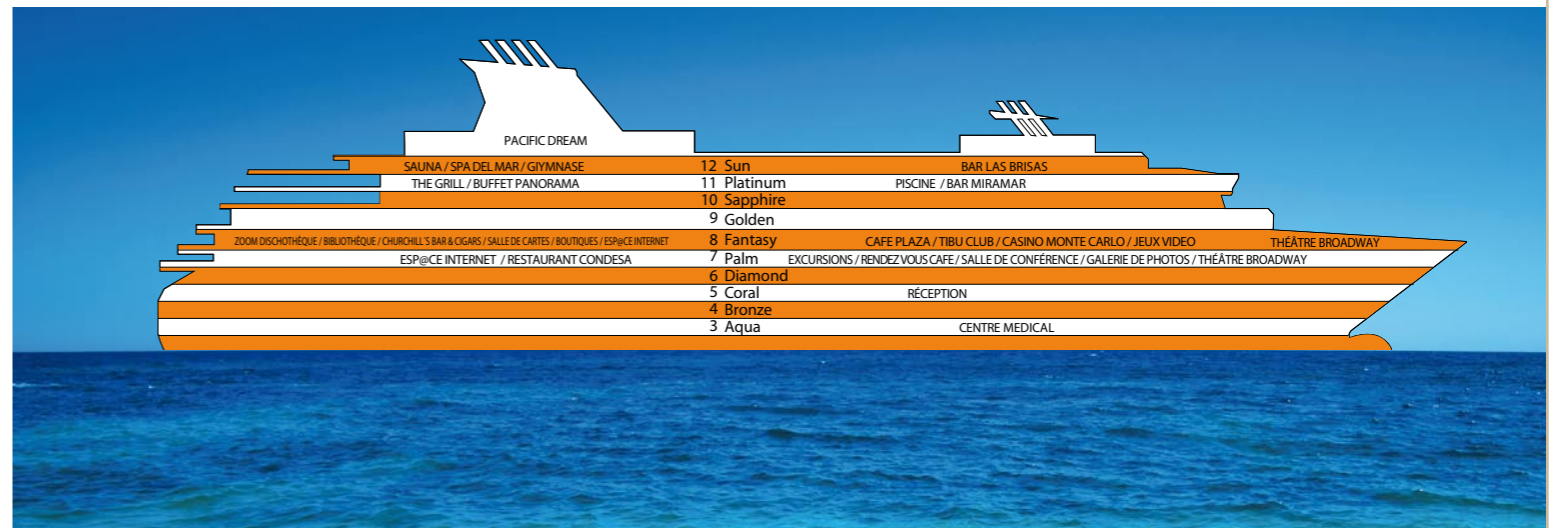 PACIFIC DREAM
SAUNA / SPA DEL MAR / GIYMNASE 12 Sun BAR LAS BRISAS
THE GRILL / BUFFET PANORAMA 11 Platinum PISCINE / BAR MIRAMAR
10 Sapphire
9 Golden
ZOOM DISCHOTHÈQUE / BIBLIOTHÈQUE / CHURCHILL´S BAR & CIGARS / SALLE DE CARTES / BOUTIQUES / ESP@CE INTERNET 8 Fantasy CAFE PLAZA / TIBU CLUB / CASINO MONTE CARLO / JEUX VIDEO THÉÂTRE BROADWAY
ESP@CE INTERNET / RESTAURANT CONDESA 7 Palm EXCURSIONS / RENDEZ VOUS CAFE / SALLE DE CONFÉRENCE / GALERIE DE PHOTOS / THÉÂTRE BROADWAY
6 Diamond
5 Coral RÉCEPTION
4 Bronze
3 Aqua CENTRE MEDICAL